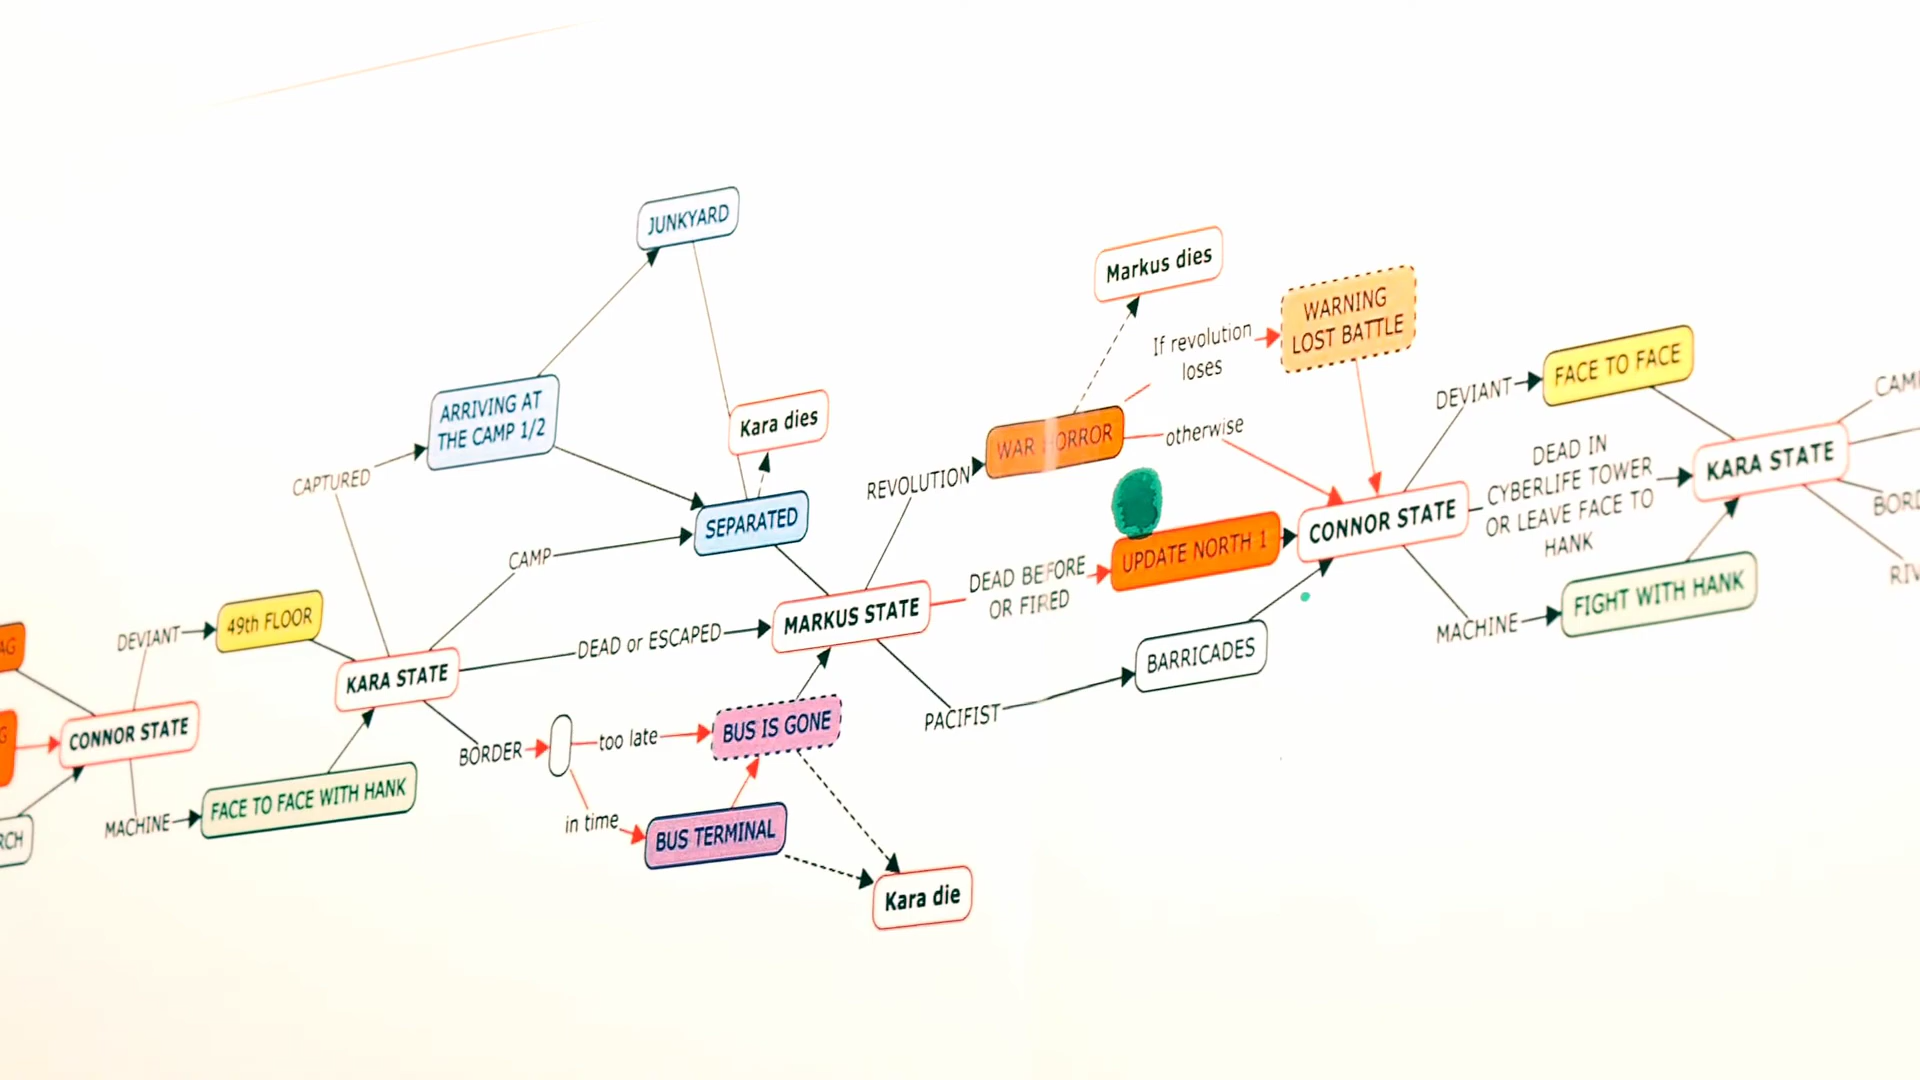 JUNKYARD
Markus dies
WARNING
LOST BATTLE
If revolution
loses
FACE TO FACE
DEVIANT
ARRIVING AT
THE CAMP 1/2
Kara dies
WAR HORROR
otherwise
DEAD IN
CYBERLIFE TOWER
OR LEAVE FACE TO
HANK
KARA STATE
CAPTURED
REVOLUTION
SEPARATED
CONNOR STATE
CAMP
UPDATE NORTH 1
DEAD BEFORE
OR FIRED
49th FLOOR
DEVIANT
MARKUS STATE
DEAD or ESCAPED
FIGHT WITH HANK
MACHINE
BARRICADES
KARA STATE
PACIFIST
CONNOR STATE
BORDER
too late
BUS IS GONE
FACE TO FACE WITH HANK
MACHINE
in time
BUS TERMINAL
Kara die